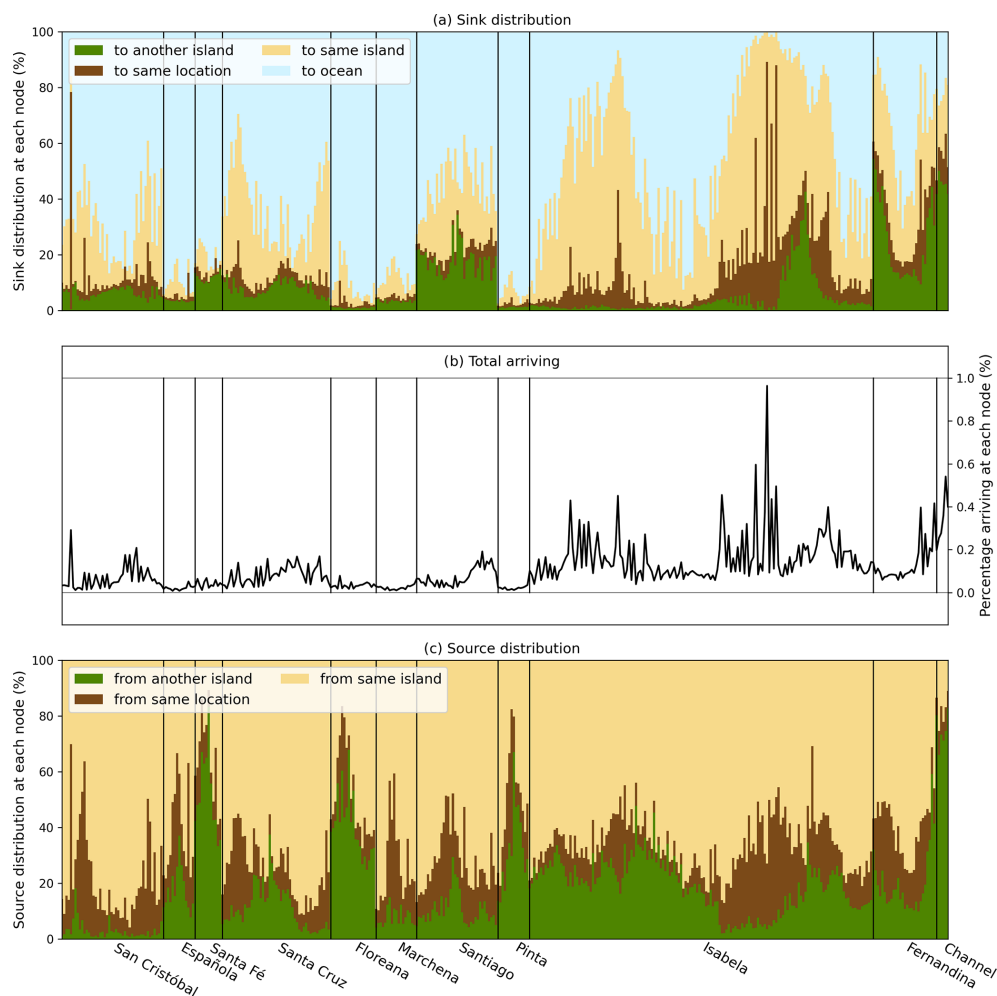 (a) Sink distribution
to another island
to same location
to same island
to ocean
Sink distribution at each node (%)
100
80
60
40
20
0
(b) Total arriving
1.0
0.8
0.6
0.4
0.2
0.0
Percentage arriving at each node (%)
(c) Source distribution
from another island
from same location
from same island
Source distribution at each node (%)
100
80
60
40
20
0
San Cristóbal
Española
Santa Fé
Santa Cruz
Floreana
Marchena
Santiago
Pinta
Isabela
Fernandina
Channel